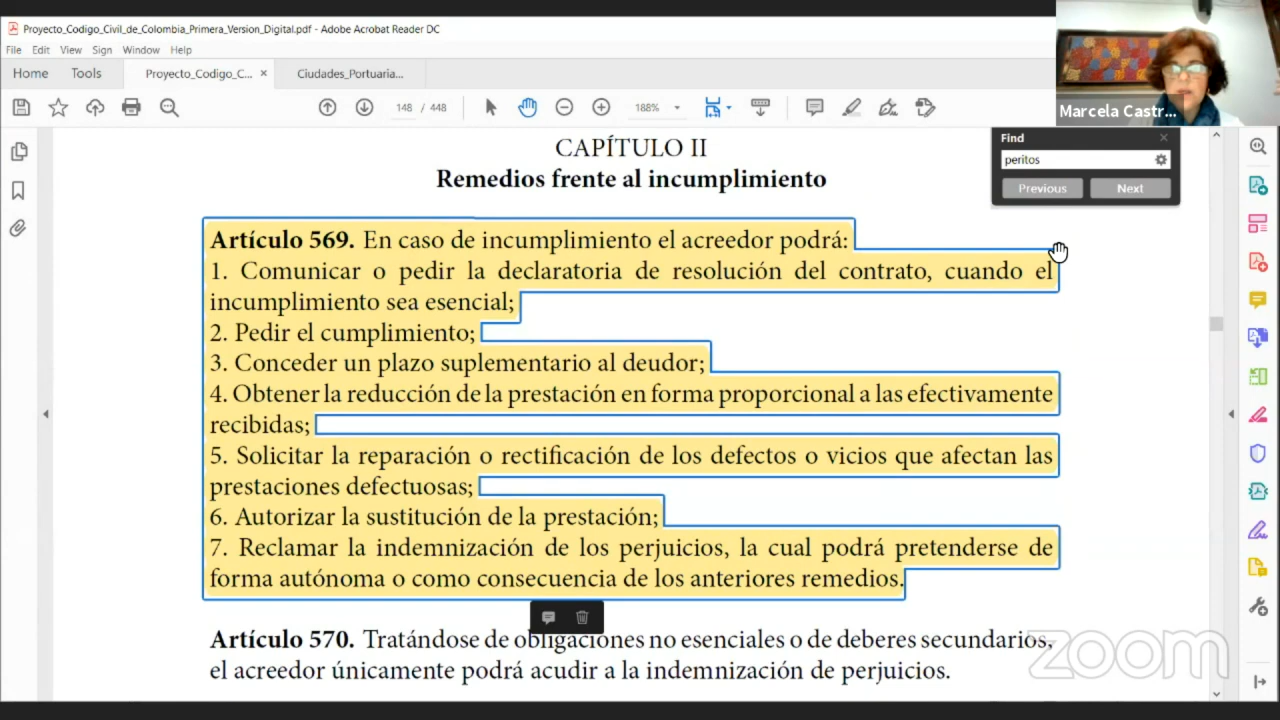 Proyecto_Codigo_Civil_de_Colombia_Primera_Version_Digital.pdf - Adobe Acrobat Reader DC
File Edit View Sign Window Help
Home Tools Proyecto_Codigo_C... × Ciudades_Portuaria...
148 / 448 188%
Marcela Castr...
Find
peritos
Previous Next
CAPÍTULO II
Remedios frente al incumplimiento
Artículo 569. En caso de incumplimiento el acreedor podrá:
1. Comunicar o pedir la declaratoria de resolución del contrato, cuando el
incumplimiento sea esencial;
2. Pedir el cumplimiento;
3. Conceder un plazo suplementario al deudor;
4. Obtener la reducción de la prestación en forma proporcional a las efectivamente
recibidas;
5. Solicitar la reparación o rectificación de los defectos o vicios que afectan las
prestaciones defectuosas;
6. Autorizar la sustitución de la prestación;
7. Reclamar la indemnización de los perjuicios, la cual podrá pretenderse de
forma autónoma o como consecuencia de los anteriores remedios.
Artículo 570. Tratándose de obligaciones no esenciales o de deberes secundarios,
el acreedor únicamente podrá acudir a la indemnización de perjuicios.
zoom